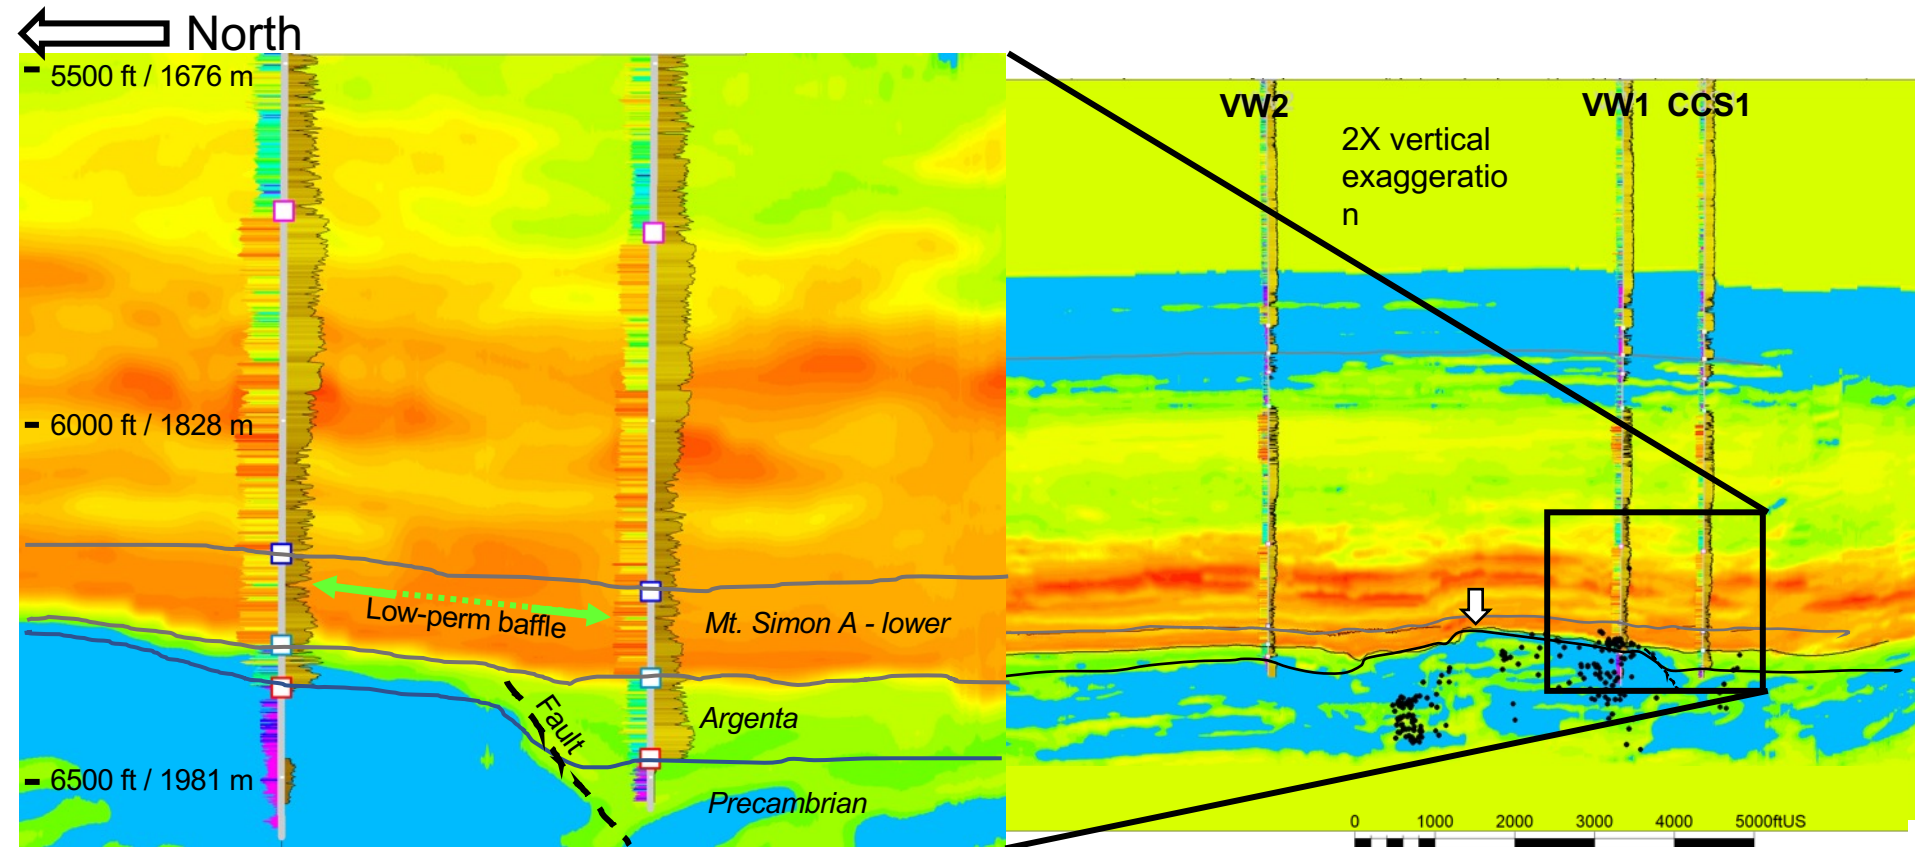 North
5500 ft / 1676 m
6000 ft / 1828 m
Low-perm baffle
Mt. Simon A - lower
Fault
Argenta
6500 ft / 1981 m
Precambrian
VW2
VW1 CCS1
2X vertical
exaggeratio
n
0 1000 2000 3000 4000 5000ftUS